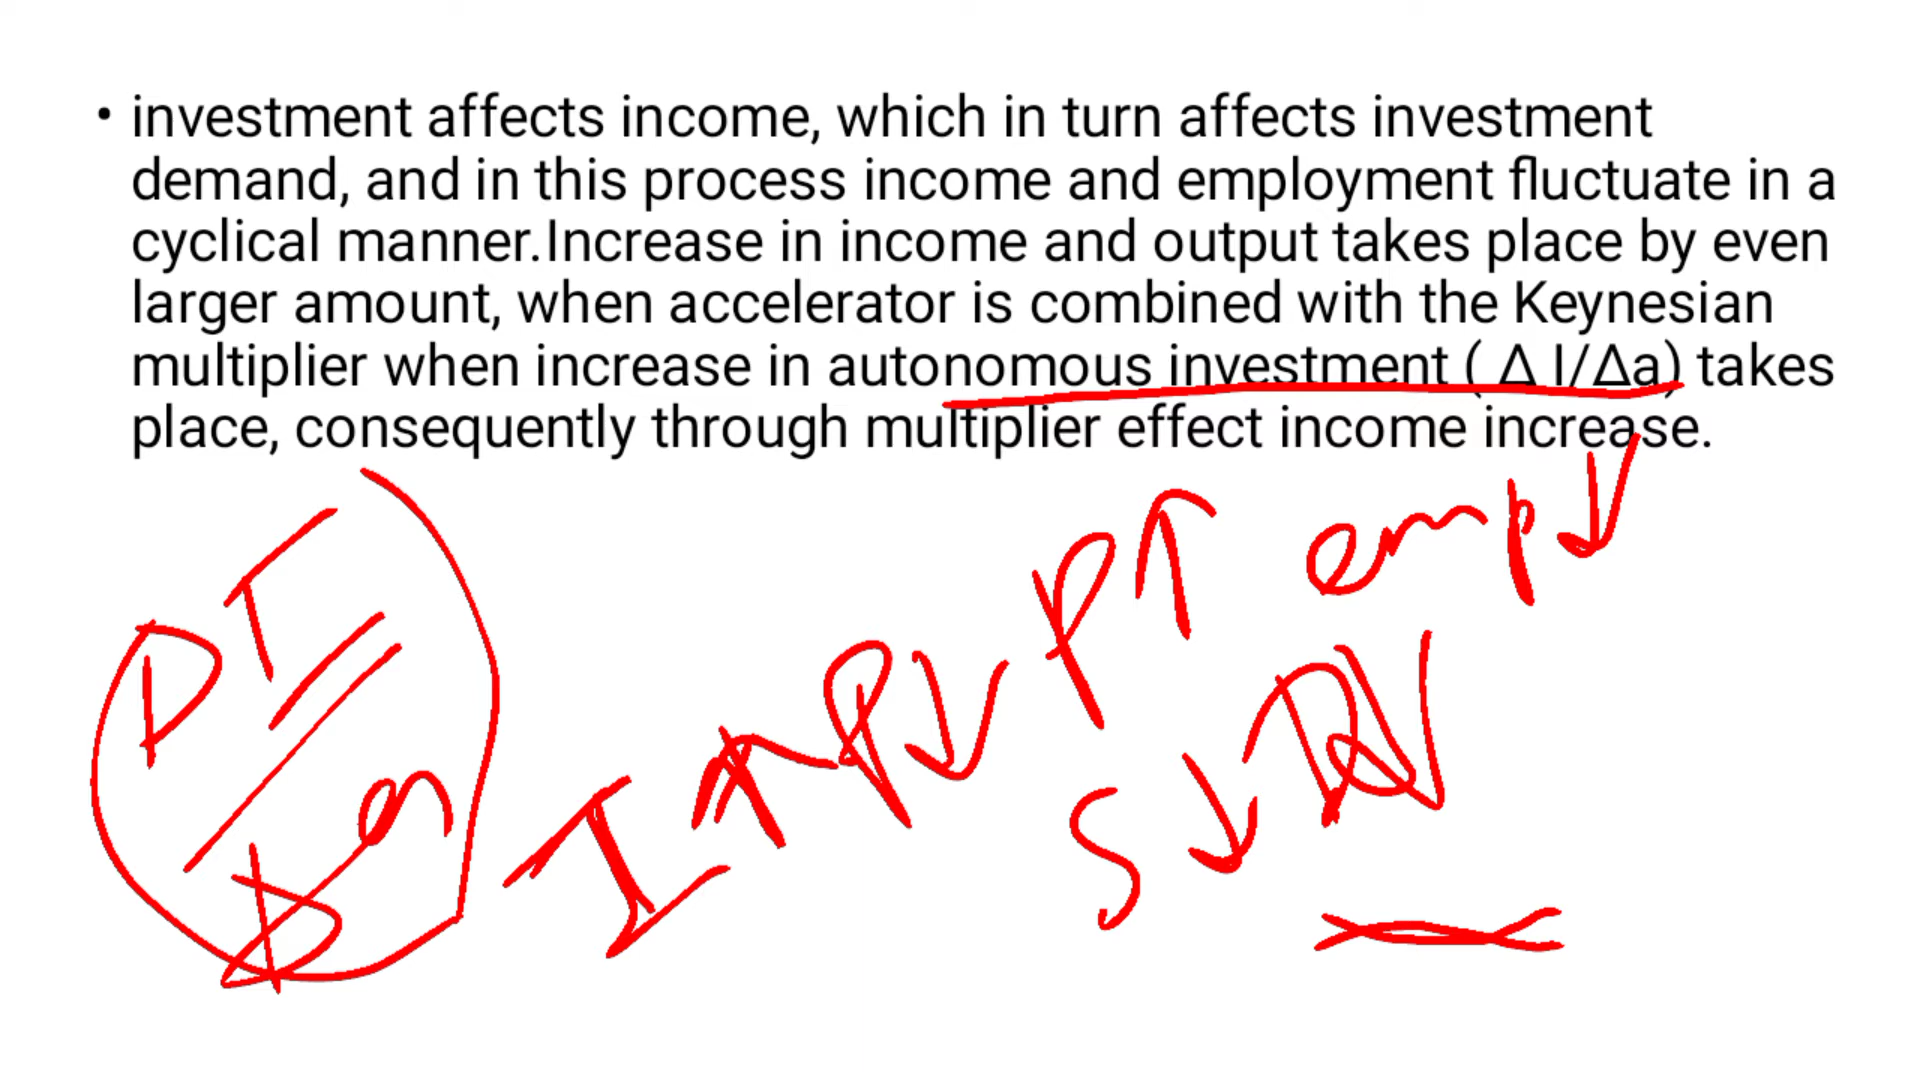 • investment affects income, which in turn affects investment
demand, and in this process income and employment fluctuate in a
cyclical manner.Increase in income and output takes place by even
larger amount, when accelerator is combined with the Keynesian
multiplier when increase in autonomous investment ( Δ I/Δa) takes
place, consequently through multiplier effect income increase.
emp↓
P↑
D I
P↓
I
S↓